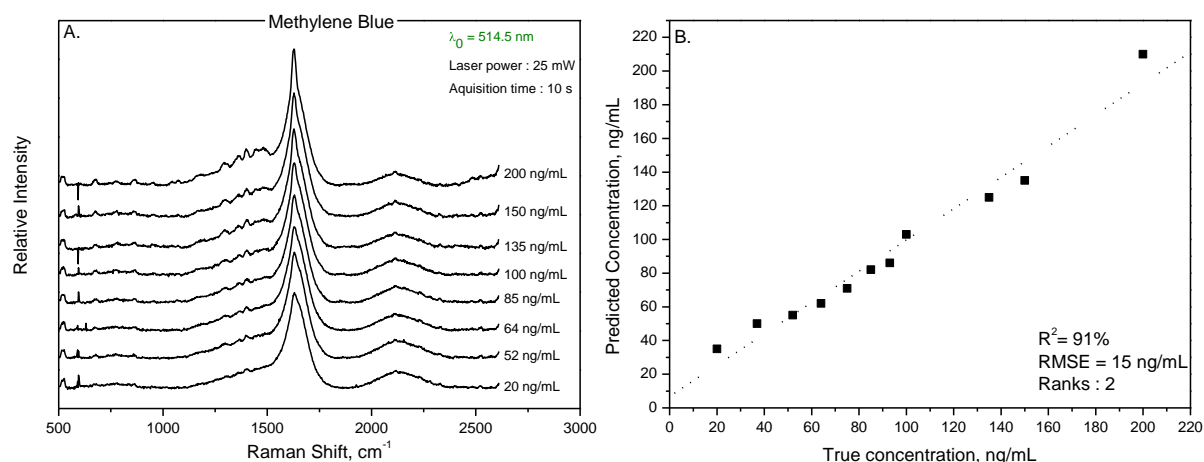 A.
Methylene Blue
λ0 = 514.5 nm
Laser power : 25 mW
Aquisition time : 10 s
Relative Intensity
200 ng/mL
150 ng/mL
135 ng/mL
100 ng/mL
85 ng/mL
64 ng/mL
52 ng/mL
20 ng/mL
500 1000 1500 2000 2500 3000
Raman Shift, cm-1
B.
Predicted Concentration, ng/mL
220
200
180
160
140
120
100
80
60
40
20
0
R2= 91%
RMSE = 15 ng/mL
Ranks : 2
0 20 40 60 80 100 120 140 160 180 200 220
True concentration, ng/mL